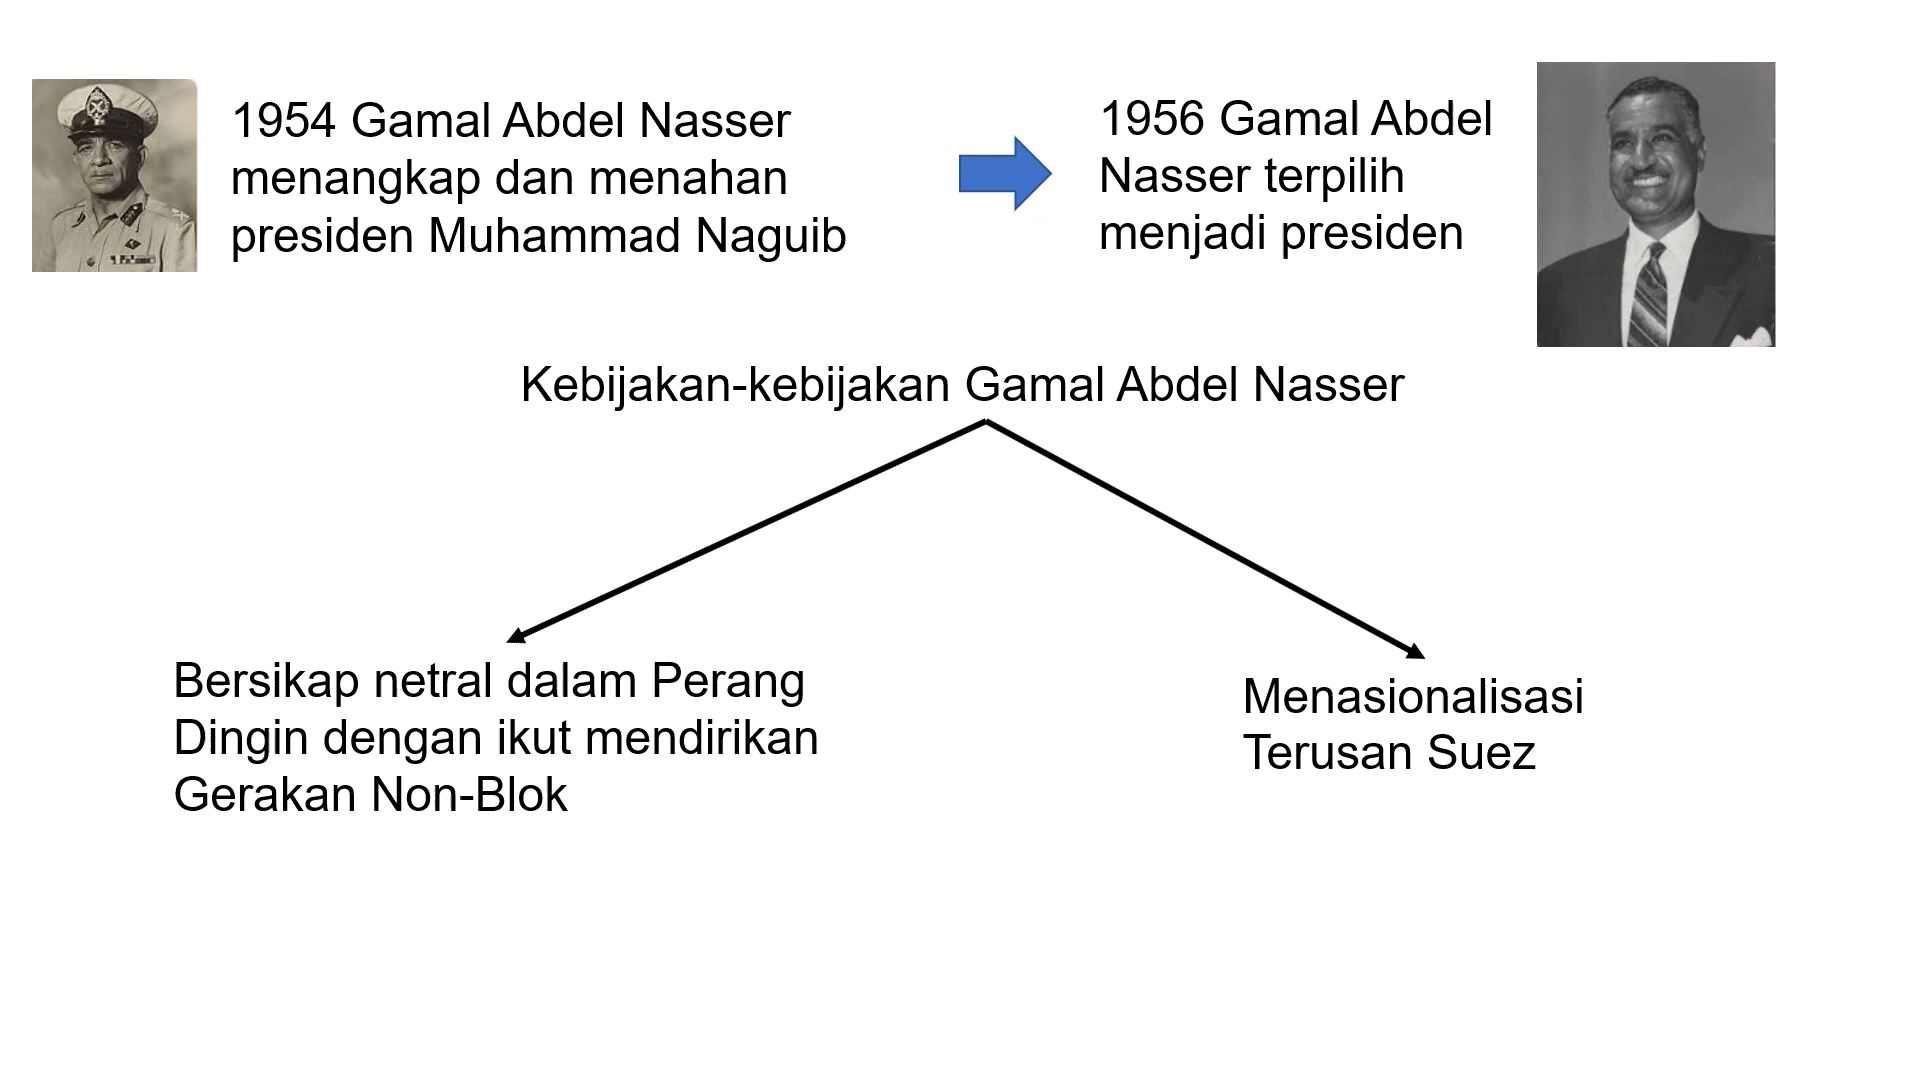 1954 Gamal Abdel Nasser
menangkap dan menahan
presiden Muhammad Naguib
1956 Gamal Abdel
Nasser terpilih
menjadi presiden
Kebijakan-kebijakan Gamal Abdel Nasser
Bersikap netral dalam Perang
Dingin dengan ikut mendirikan
Gerakan Non-Blok
Menasionalisasi
Terusan Suez